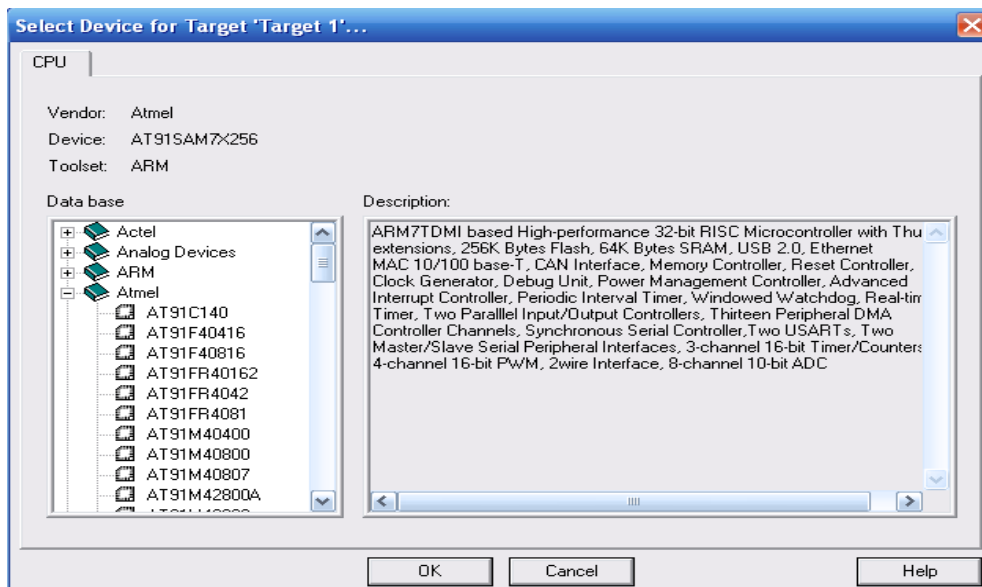 Select Device for Target 'Target 1'...
CPU
Vendor: Atmel
Device: AT91SAM7X256
Toolset: ARM
Data base
Actel
Analog Devices
ARM
Atmel
AT91C140
AT91F40416
AT91F40816
AT91FR40162
AT91FR4042
AT91FR4081
AT91M40400
AT91M40800
AT91M40807
AT91M42800A
Description:
ARM7TDMI based High-performance 32-bit RISC Microcontroller with Thu
extensions, 256K Bytes Flash, 64K Bytes SRAM, USB 2.0, Ethernet
MAC 10/100 base-T, CAN Interface, Memory Controller, Reset Controller,
Clock Generator, Debug Unit, Power Management Controller, Advanced
Interrupt Controller, Periodic Interval Timer, Windowed Watchdog, Real-tim
Timer, Two Paralllel Input/Output Controllers, Thirteen Peripheral DMA
Controller Channels, Synchronous Serial Controller,Two USARTs, Two
Master/Slave Serial Peripheral Interfaces, 3-channel 16-bit Timer/Counters
4-channel 16-bit PWM, 2wire Interface, 8-channel 10-bit ADC
OK
Cancel
Help